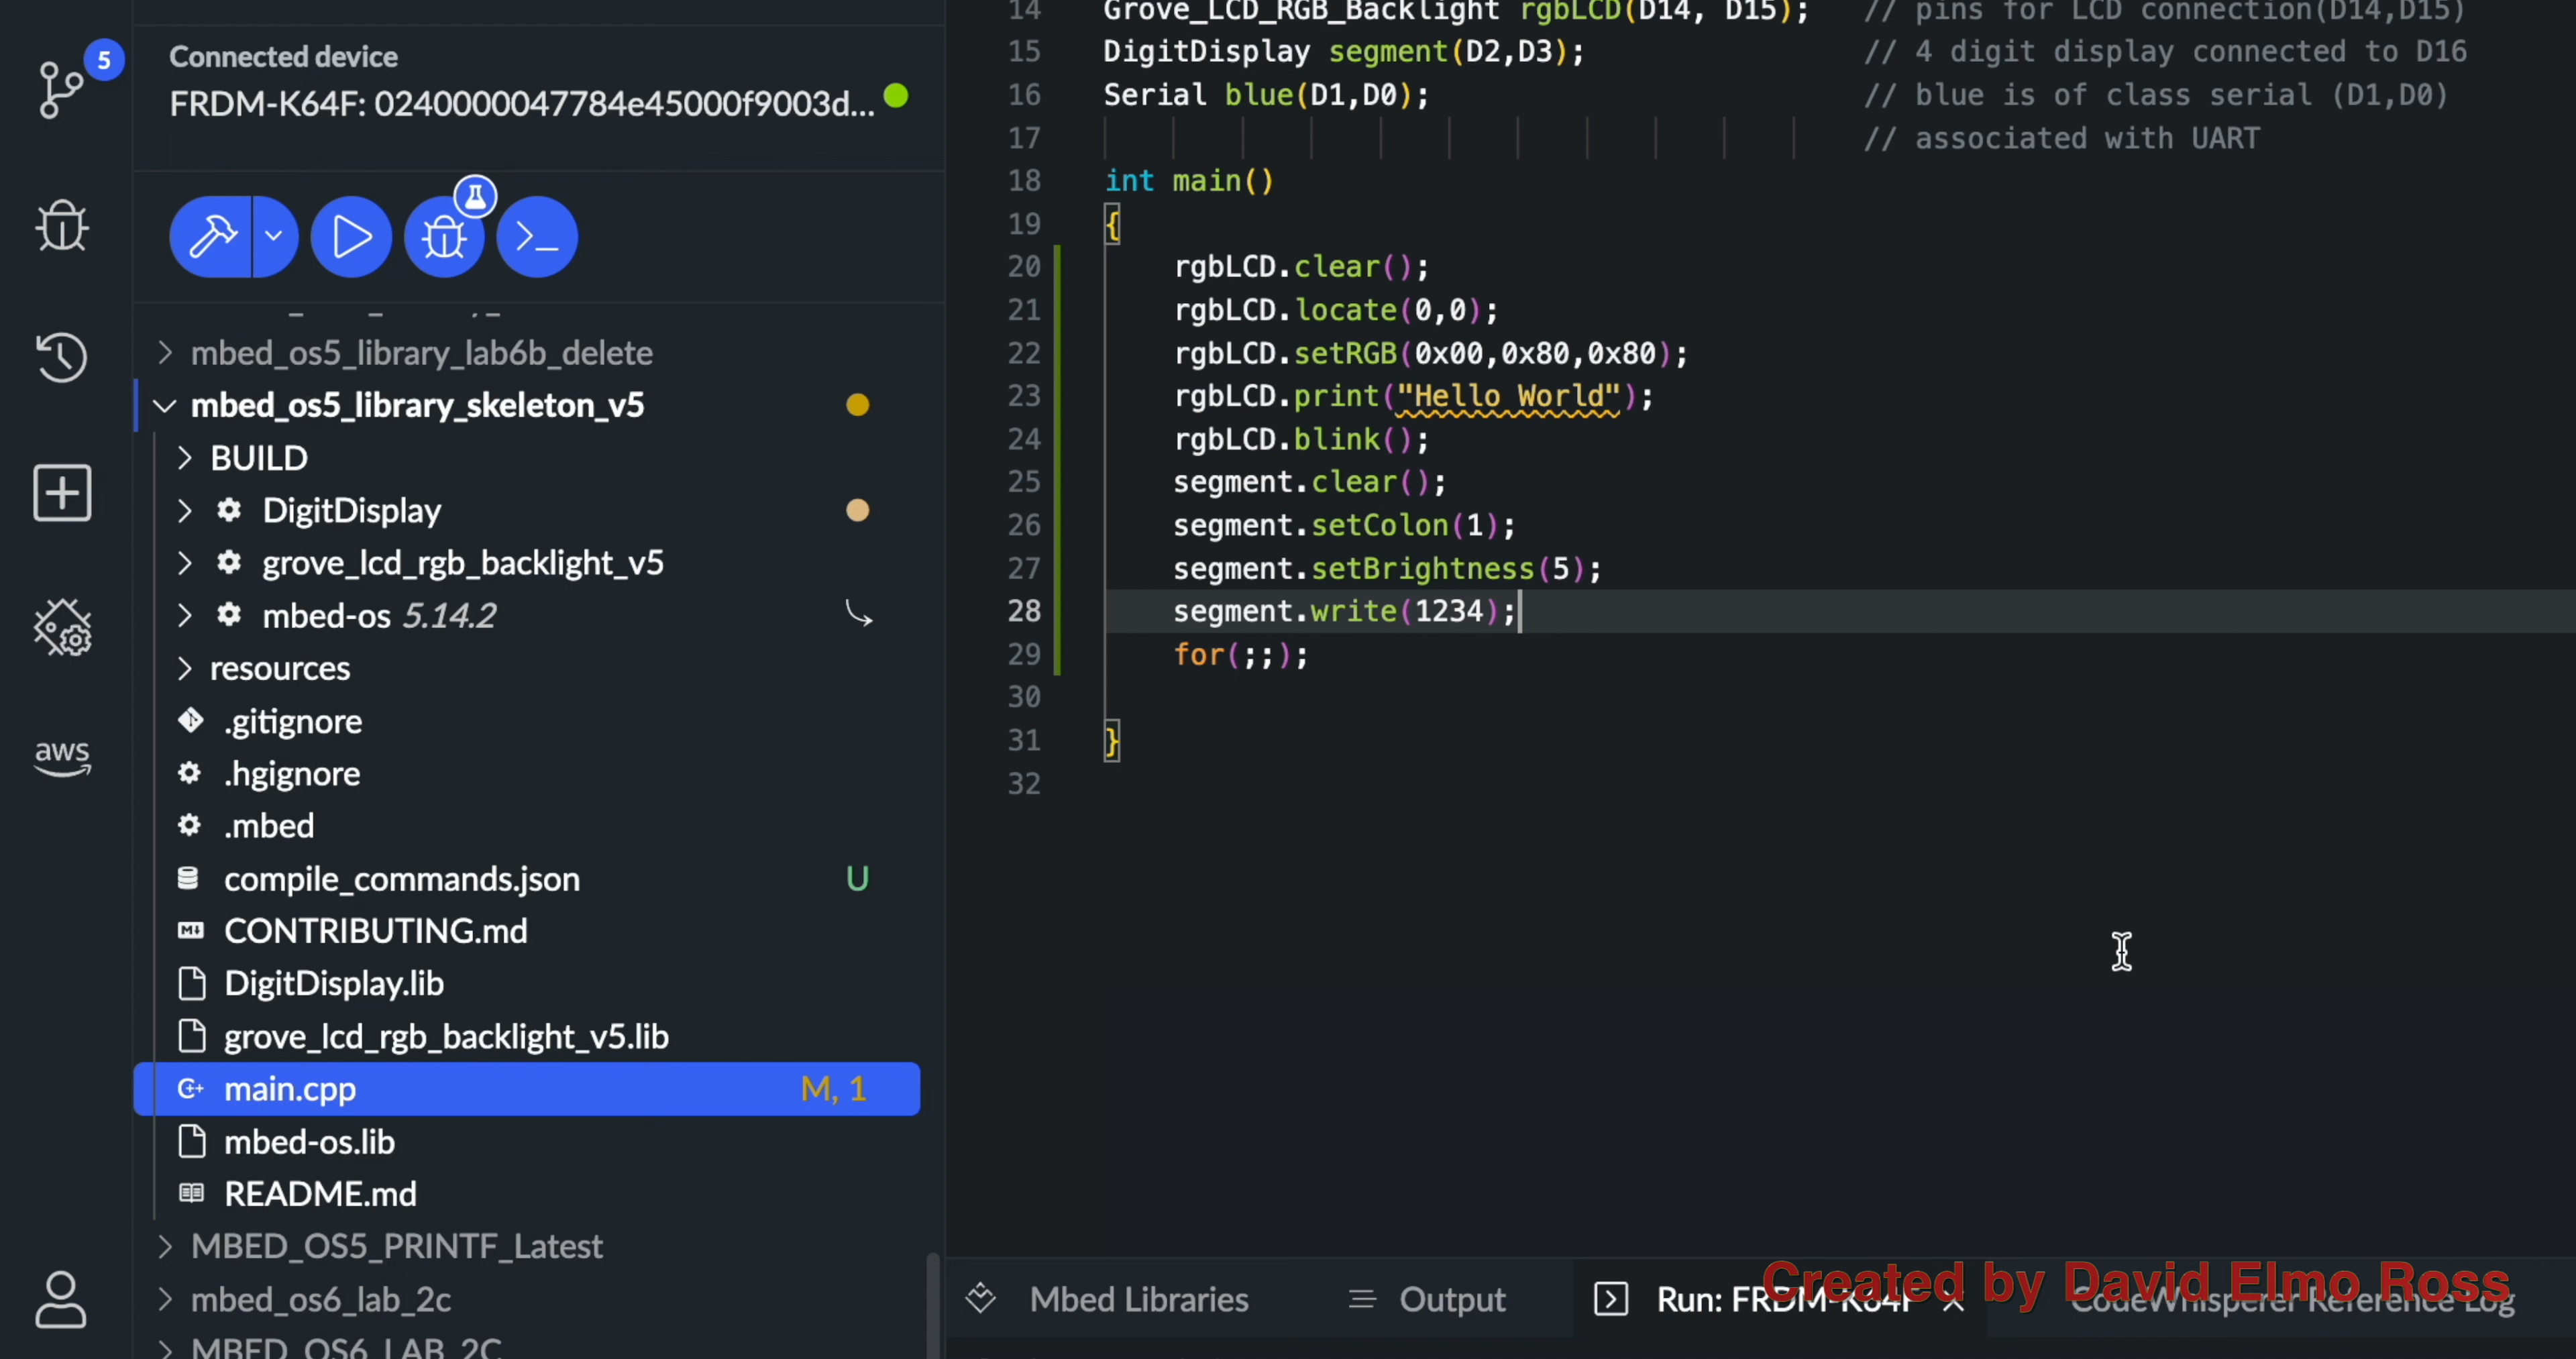 5
Connected device
FRDM-K64F: 0240000047784e45000f9003d...
mbed_os5_library_lab6b_delete
mbed_os5_library_skeleton_v5
BUILD
DigitDisplay
grove_lcd_rgb_backlight_v5
mbed-os 5.14.2
resources
.gitignore
.hgignore
.mbed
compile_commands.json U
CONTRIBUTING.md
DigitDisplay.lib
grove_lcd_rgb_backlight_v5.lib
main.cpp M, 1
mbed-os.lib
README.md
MBED_OS5_PRINTF_Latest
mbed_os6_lab_2c
MBED_OS6_LAB_2C
aws
14 Grove_LCD_RGB_Backlight rgbLCD(D14, D15); // pins for LCD connection(D14,D15)
15 DigitDisplay segment(D2,D3); // 4 digit display connected to D16
16 Serial blue(D1,D0); // blue is of class serial (D1,D0)
17 // associated with UART
18 int main()
19 {
20 rgbLCD.clear();
21 rgbLCD.locate(0,0);
22 rgbLCD.setRGB(0x00,0x80,0x80);
23 rgbLCD.print("Hello World");
24 rgbLCD.blink();
25 segment.clear();
26 segment.setColon(1);
27 segment.setBrightness(5);
28 segment.write(1234);
29 for(;;);
30
31 }
32
Mbed Libraries
Output
Run: FRDM-K64F
CodeWhisperer Reference Log
Created by David Elmo Ross